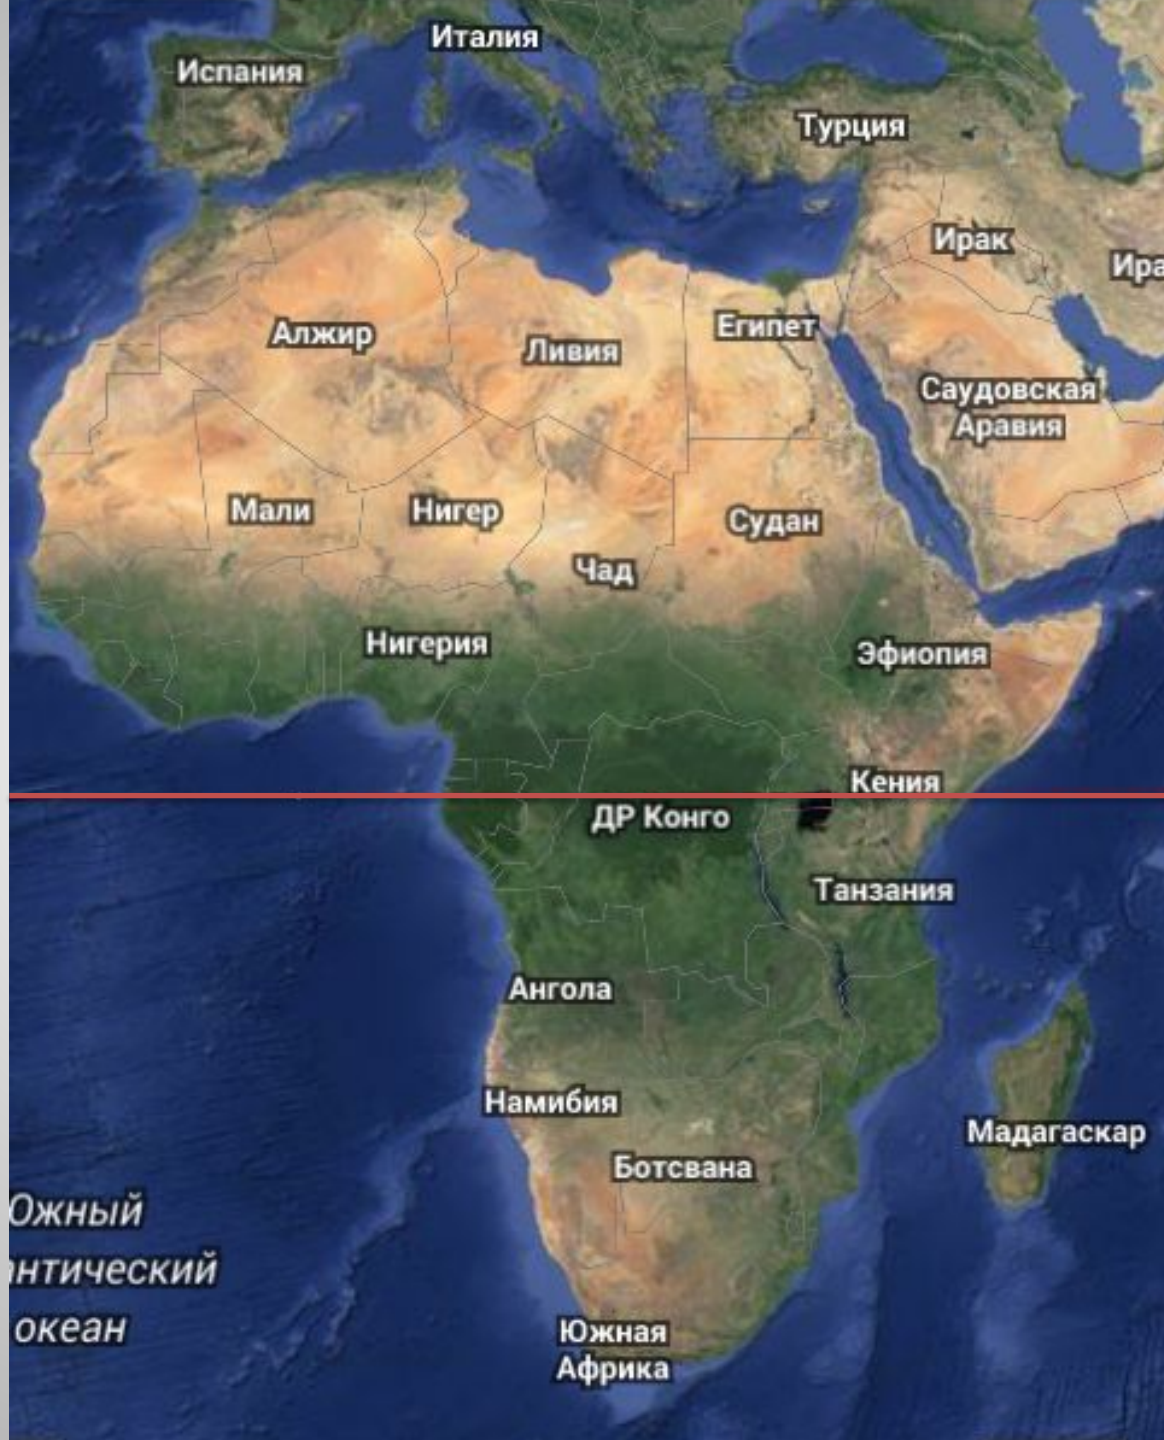 Италия
Испания
Турция
Ирак
Ира
Алжир
Ливия
Египет
Саудовская
Аравия
Мали
Нигер
Судан
Чад
Нигерия
Эфиопия
Кения
ДР Конго
Танзания
Ангола
Намибия
Мадагаскар
Ботсвана
Южный
нтический
океан
Южная
Африка